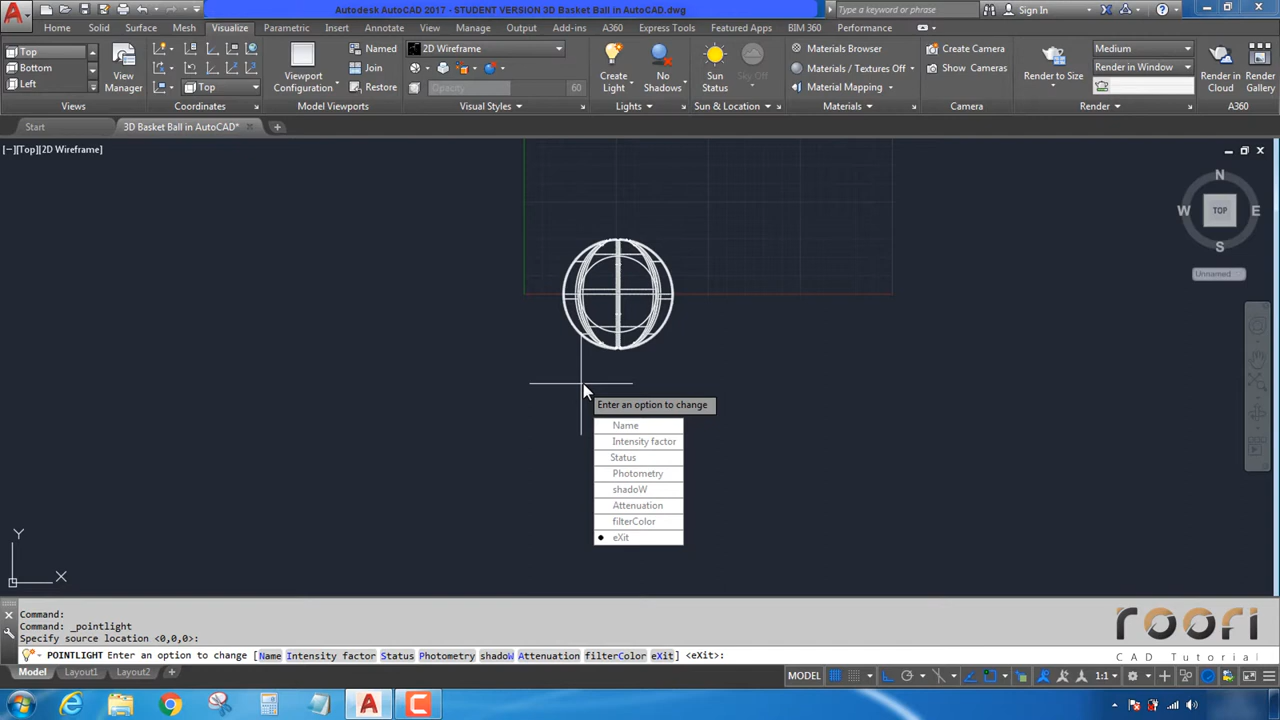 Autodesk AutoCAD 2017 - STUDENT VERSION 3D Basket Ball in AutoCAD.dwg
Type a keyword or phrase
Sign In
Home Solid Surface Mesh Visualize Parametric Insert Annotate View Manage Output Add-ins A360 Express Tools Featured Apps BIM 360 Performance
Top
Bottom
Left
View Manager
Views
Top
Coordinates
Viewport Configuration
Named
Join
Restore
Model Viewports
2D Wireframe
Opacity 60
Visual Styles
Create Light
No Shadows
Lights
Sun Status
Sky Off
Sun & Location
Materials Browser
Materials / Textures Off
Material Mapping
Materials
Create Camera
Show Cameras
Camera
Render to Size
Medium
Render in Window
Render
Render in Cloud
Render Gallery
A360
Start
3D Basket Ball in AutoCAD*
[−][Top][2D Wireframe]
N
W TOP E
S
Unnamed
Enter an option to change
Name
Intensity factor
Status
Photometry
shadoW
Attenuation
filterColor
eXit
Y
X
Command:
Command: _pointlight
Specify source location <0,0,0>:
POINTLIGHT Enter an option to change [Name Intensity factor Status Photometry shadoW Attenuation filterColor eXit] <eXit>:
roofi
CAD Tutorial
Model Layout1 Layout2 +
MODEL
1:1